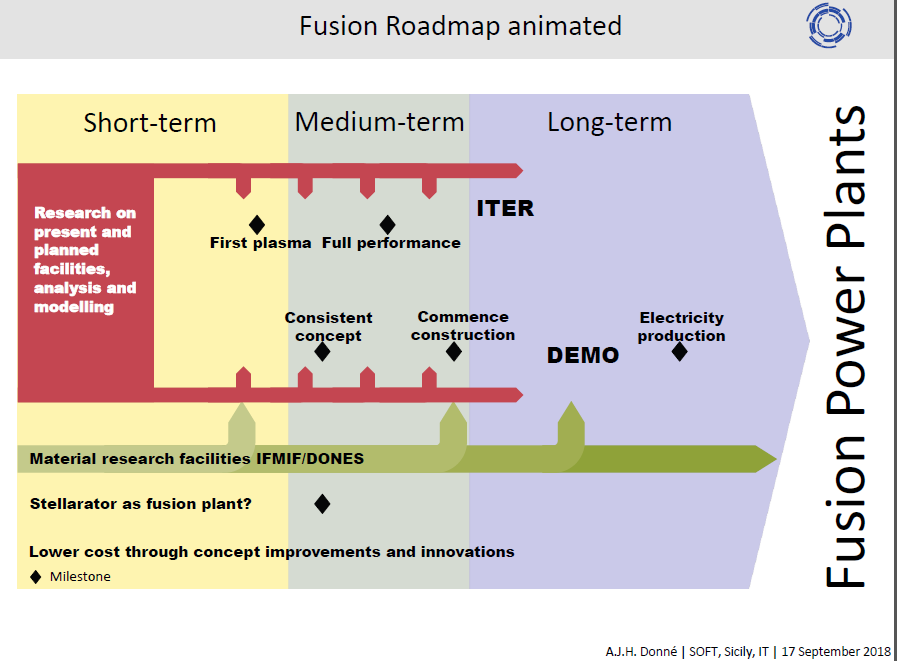 Fusion Roadmap animated
Short-term
Medium-term
Long-term
Research on
present and
planned
facilities,
analysis and
modelling
ITER
First plasma
Full performance
Consistent
concept
Commence
construction
Electricity
production
DEMO
Material research facilities IFMIF/DONES
Stellarator as fusion plant?
Lower cost through concept improvements and innovations
Milestone
Fusion Power Plants
A.J.H. Donné | SOFT, Sicily, IT | 17 September 2018